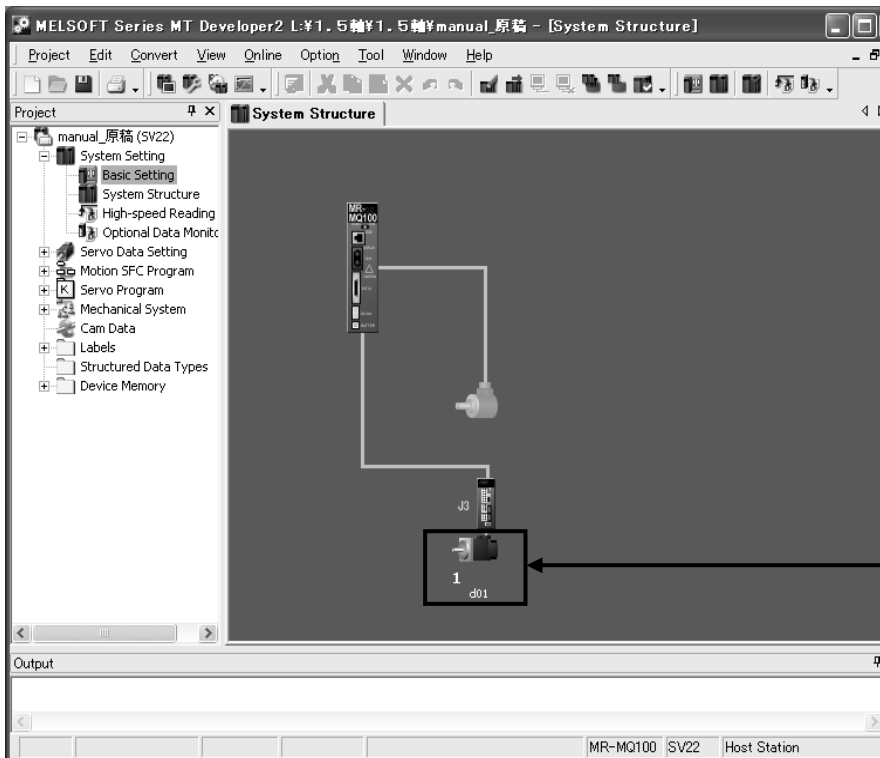 MELSOFT Series MT Developer2 L:¥1．5軸¥1．5軸¥manual_原稿 - [System Structure]
Project Edit Convert View Online Option Tool Window Help
Project
System Structure
manual_原稿 (SV22)
System Setting
Basic Setting
System Structure
High-speed Reading
Optional Data Monitc
Servo Data Setting
Motion SFC Program
K Servo Program
Mechanical System
Cam Data
Labels
Structured Data Types
Device Memory
MR-
MQ100
J3
1
d01
Output
MR-MQ100 SV22 Host Station